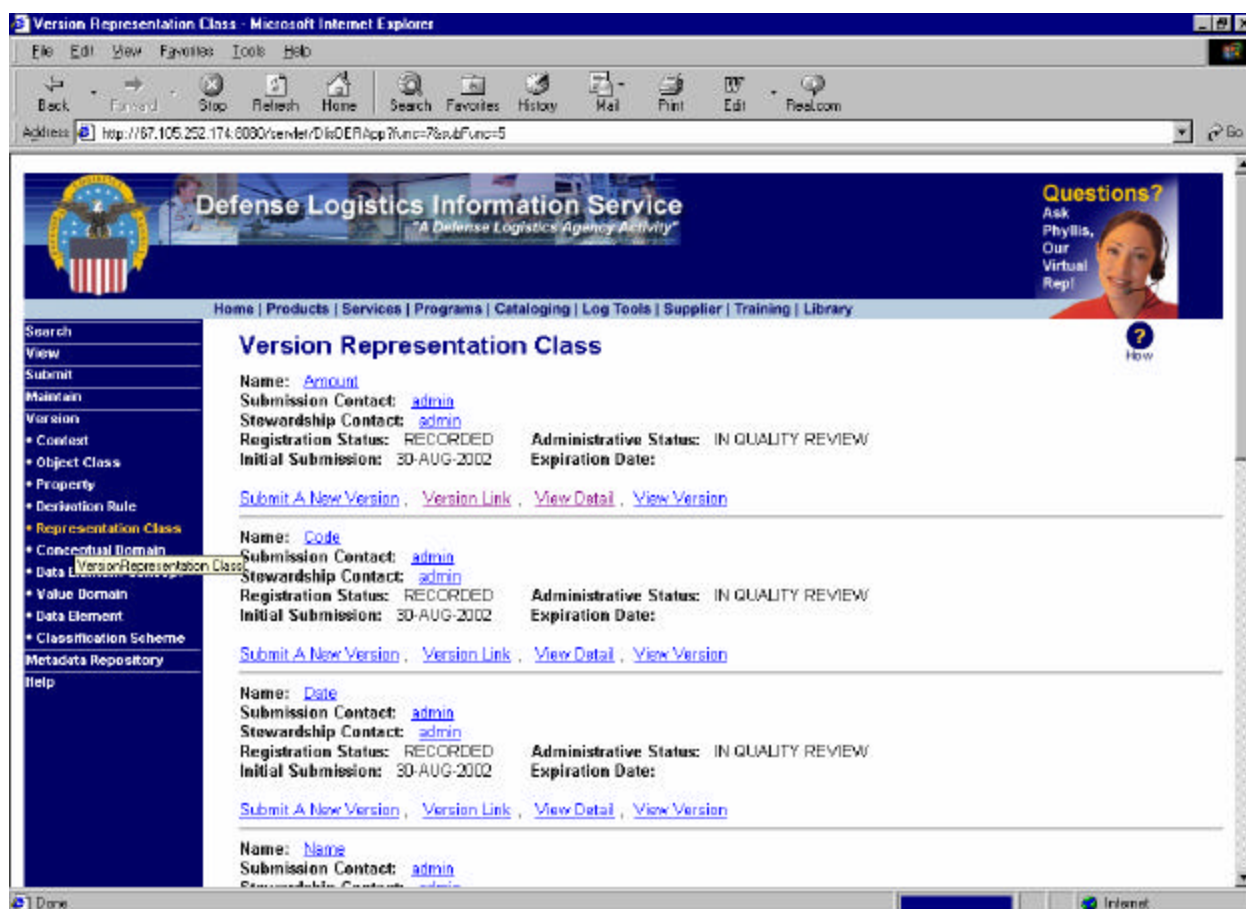 Version Representation Class - Microsoft Internet Explorer
File Edit View Favorites Tools Help
Back Forward Stop Refresh Home Search Favorites History Mail Print Edit Real.com
Address http://67.105.252.174:8080/servlet/DlisDERApp?func=7&subFunc=5 Go
Defense Logistics Information Service
"A Defense Logistics Agency Activity"
Questions?
Ask
Phyllis,
Our
Virtual
Rep!
Home | Products | Services | Programs | Cataloging | Log Tools | Supplier | Training | Library
Search
View
Submit
Maintain
Version
• Context
• Object Class
• Property
• Derivation Rule
• Representation Class
• Conceptual Domain
VersionRepresentation Class
• Data
• Value Domain
• Data Element
• Classification Scheme
Metadata Repository
Help
?
How
Version Representation Class
Name: Amount
Submission Contact: admin
Stewardship Contact: admin
Registration Status: RECORDED Administrative Status: IN QUALITY REVIEW
Initial Submission: 30-AUG-2002 Expiration Date:
Submit A New Version , Version Link , View Detail , View Version
Name: Code
Submission Contact: admin
Stewardship Contact: admin
Registration Status: RECORDED Administrative Status: IN QUALITY REVIEW
Initial Submission: 30-AUG-2002 Expiration Date:
Submit A New Version , Version Link , View Detail , View Version
Name: Date
Submission Contact: admin
Stewardship Contact: admin
Registration Status: RECORDED Administrative Status: IN QUALITY REVIEW
Initial Submission: 30-AUG-2002 Expiration Date:
Submit A New Version , Version Link , View Detail , View Version
Name: Name
Submission Contact: admin
Stewardship Contact: admin
Done Internet